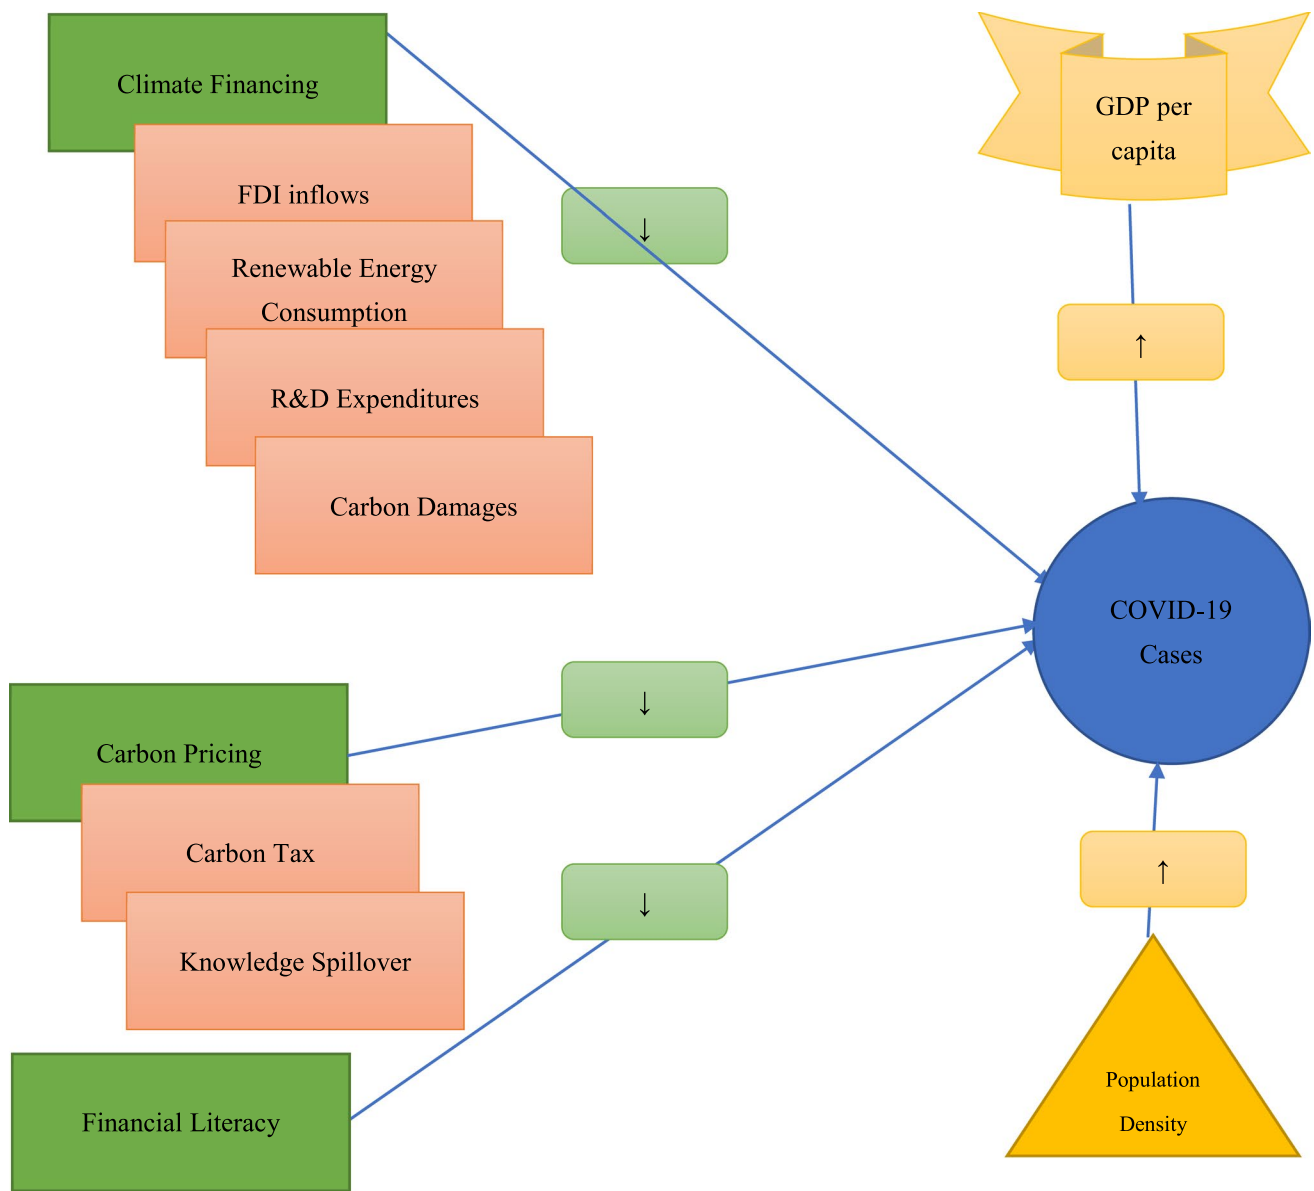 Climate Financing
FDI inflows
Renewable Energy
Consumption
R&D Expenditures
Carbon Damages
↓
GDP per
capita
↑
COVID-19
Cases
Carbon Pricing
Carbon Tax
Knowledge Spillover
↓
Financial Literacy
↓
↑
Population
Density